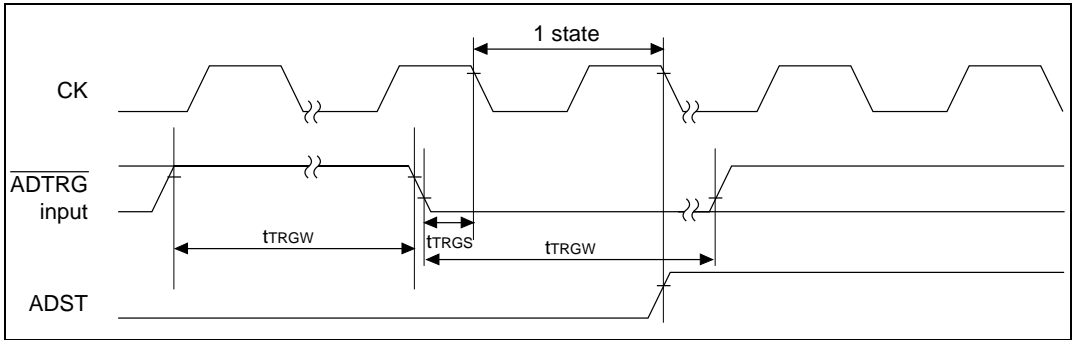 1 state
CK
ADTRG
input
tTRGW
tTRGS
tTRGW
ADST